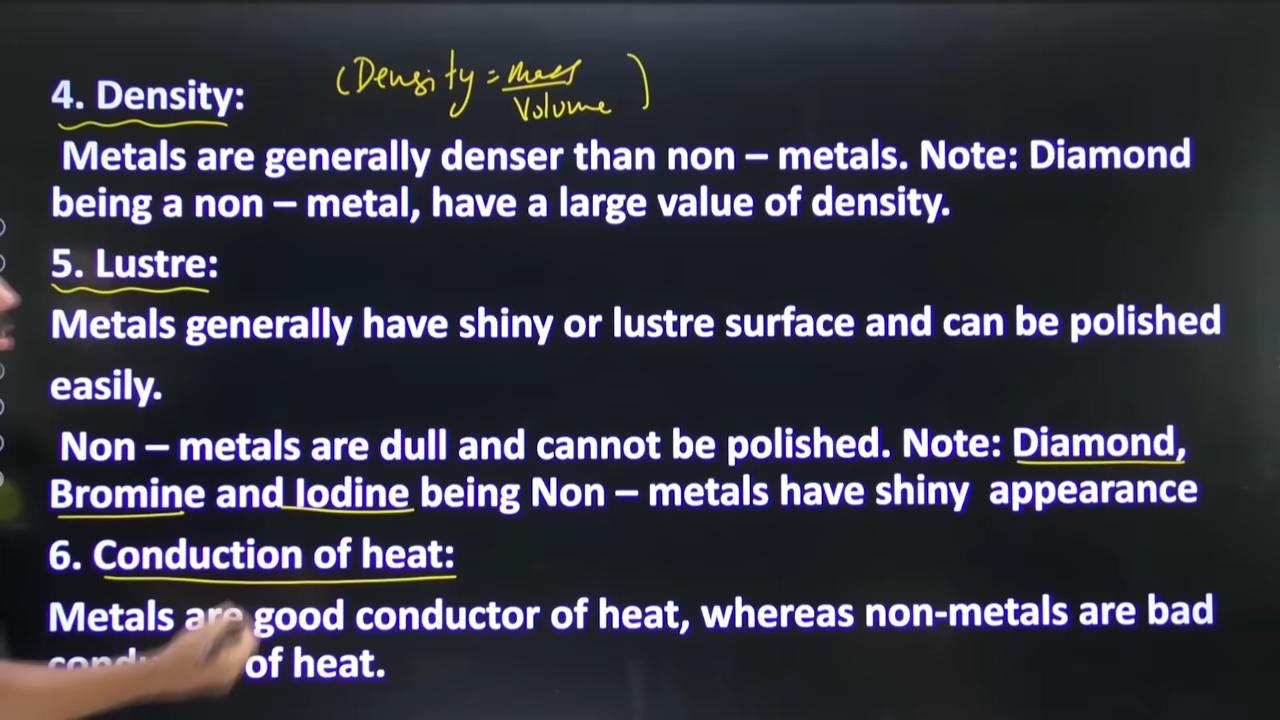 4. Density: (Density = mass / Volume)
Metals are generally denser than non – metals. Note: Diamond
being a non – metal, have a large value of density.
5. Lustre:
Metals generally have shiny or lustre surface and can be polished
easily.
Non – metals are dull and cannot be polished. Note: Diamond,
Bromine and Iodine being Non – metals have shiny appearance
6. Conduction of heat:
Metals are good conductor of heat, whereas non-metals are bad
of heat.